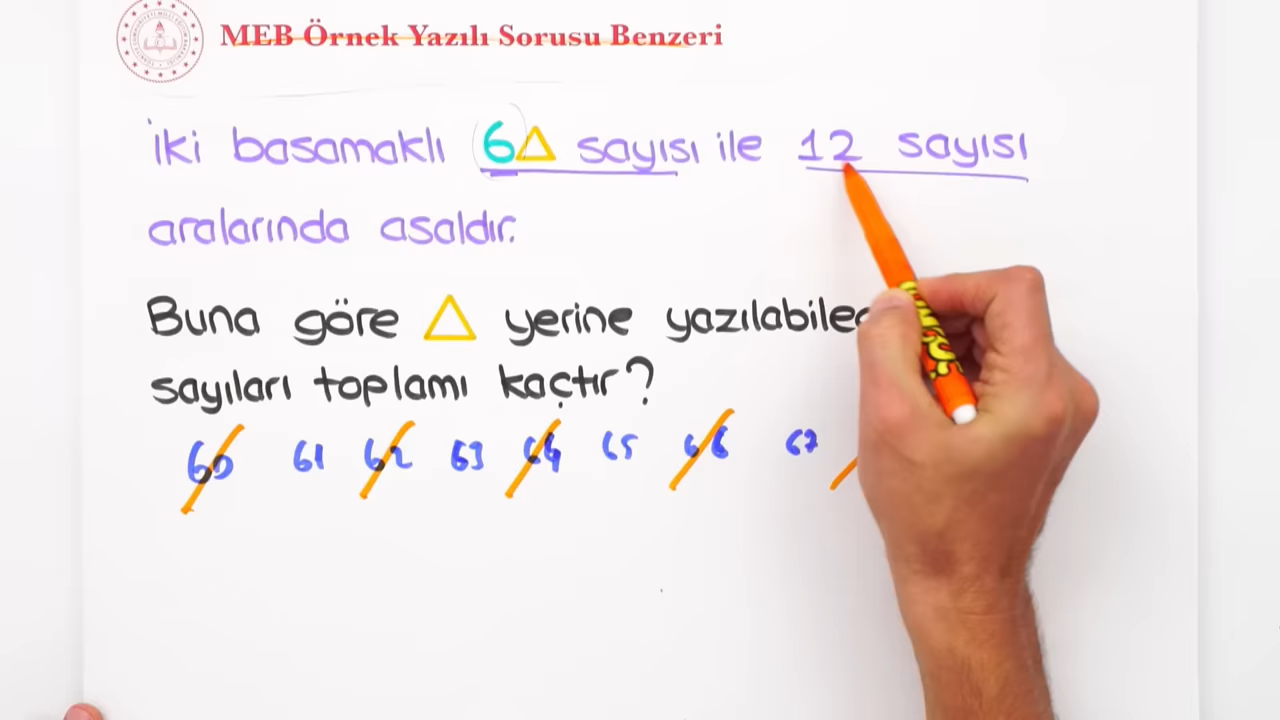 MEB Örnek Yazılı Sorusu Benzeri
İki basamaklı 6△ sayısı ile 12 sayısı
aralarında asaldır.
Buna göre △ yerine
sayıları toplamı kaçtır?
60 61 62 63 64 65 66 67